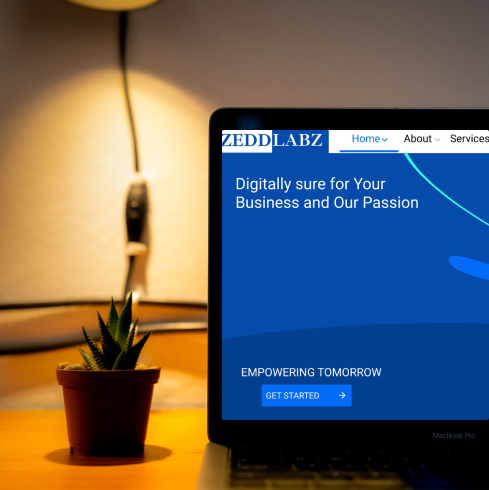 ZEDDLABZ
Home About Services
Digitally sure for Your
Business and Our Passion
EMPOWERING TOMORROW
GET STARTED →
MacBook Pro